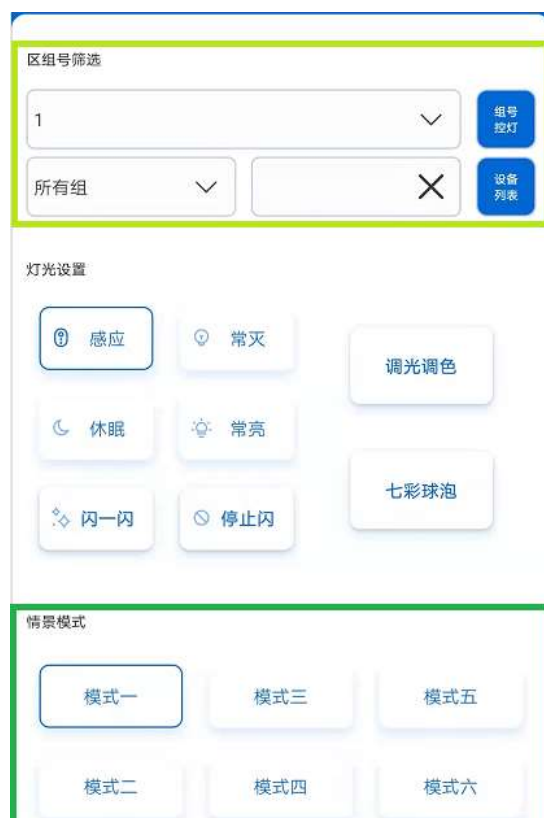 区组号筛选
1
组号
控灯
所有组
设备
列表
灯光设置
感应
常灭
调光调色
休眠
常亮
七彩球泡
闪一闪
停止闪
情景模式
模式一
模式三
模式五
模式二
模式四
模式六